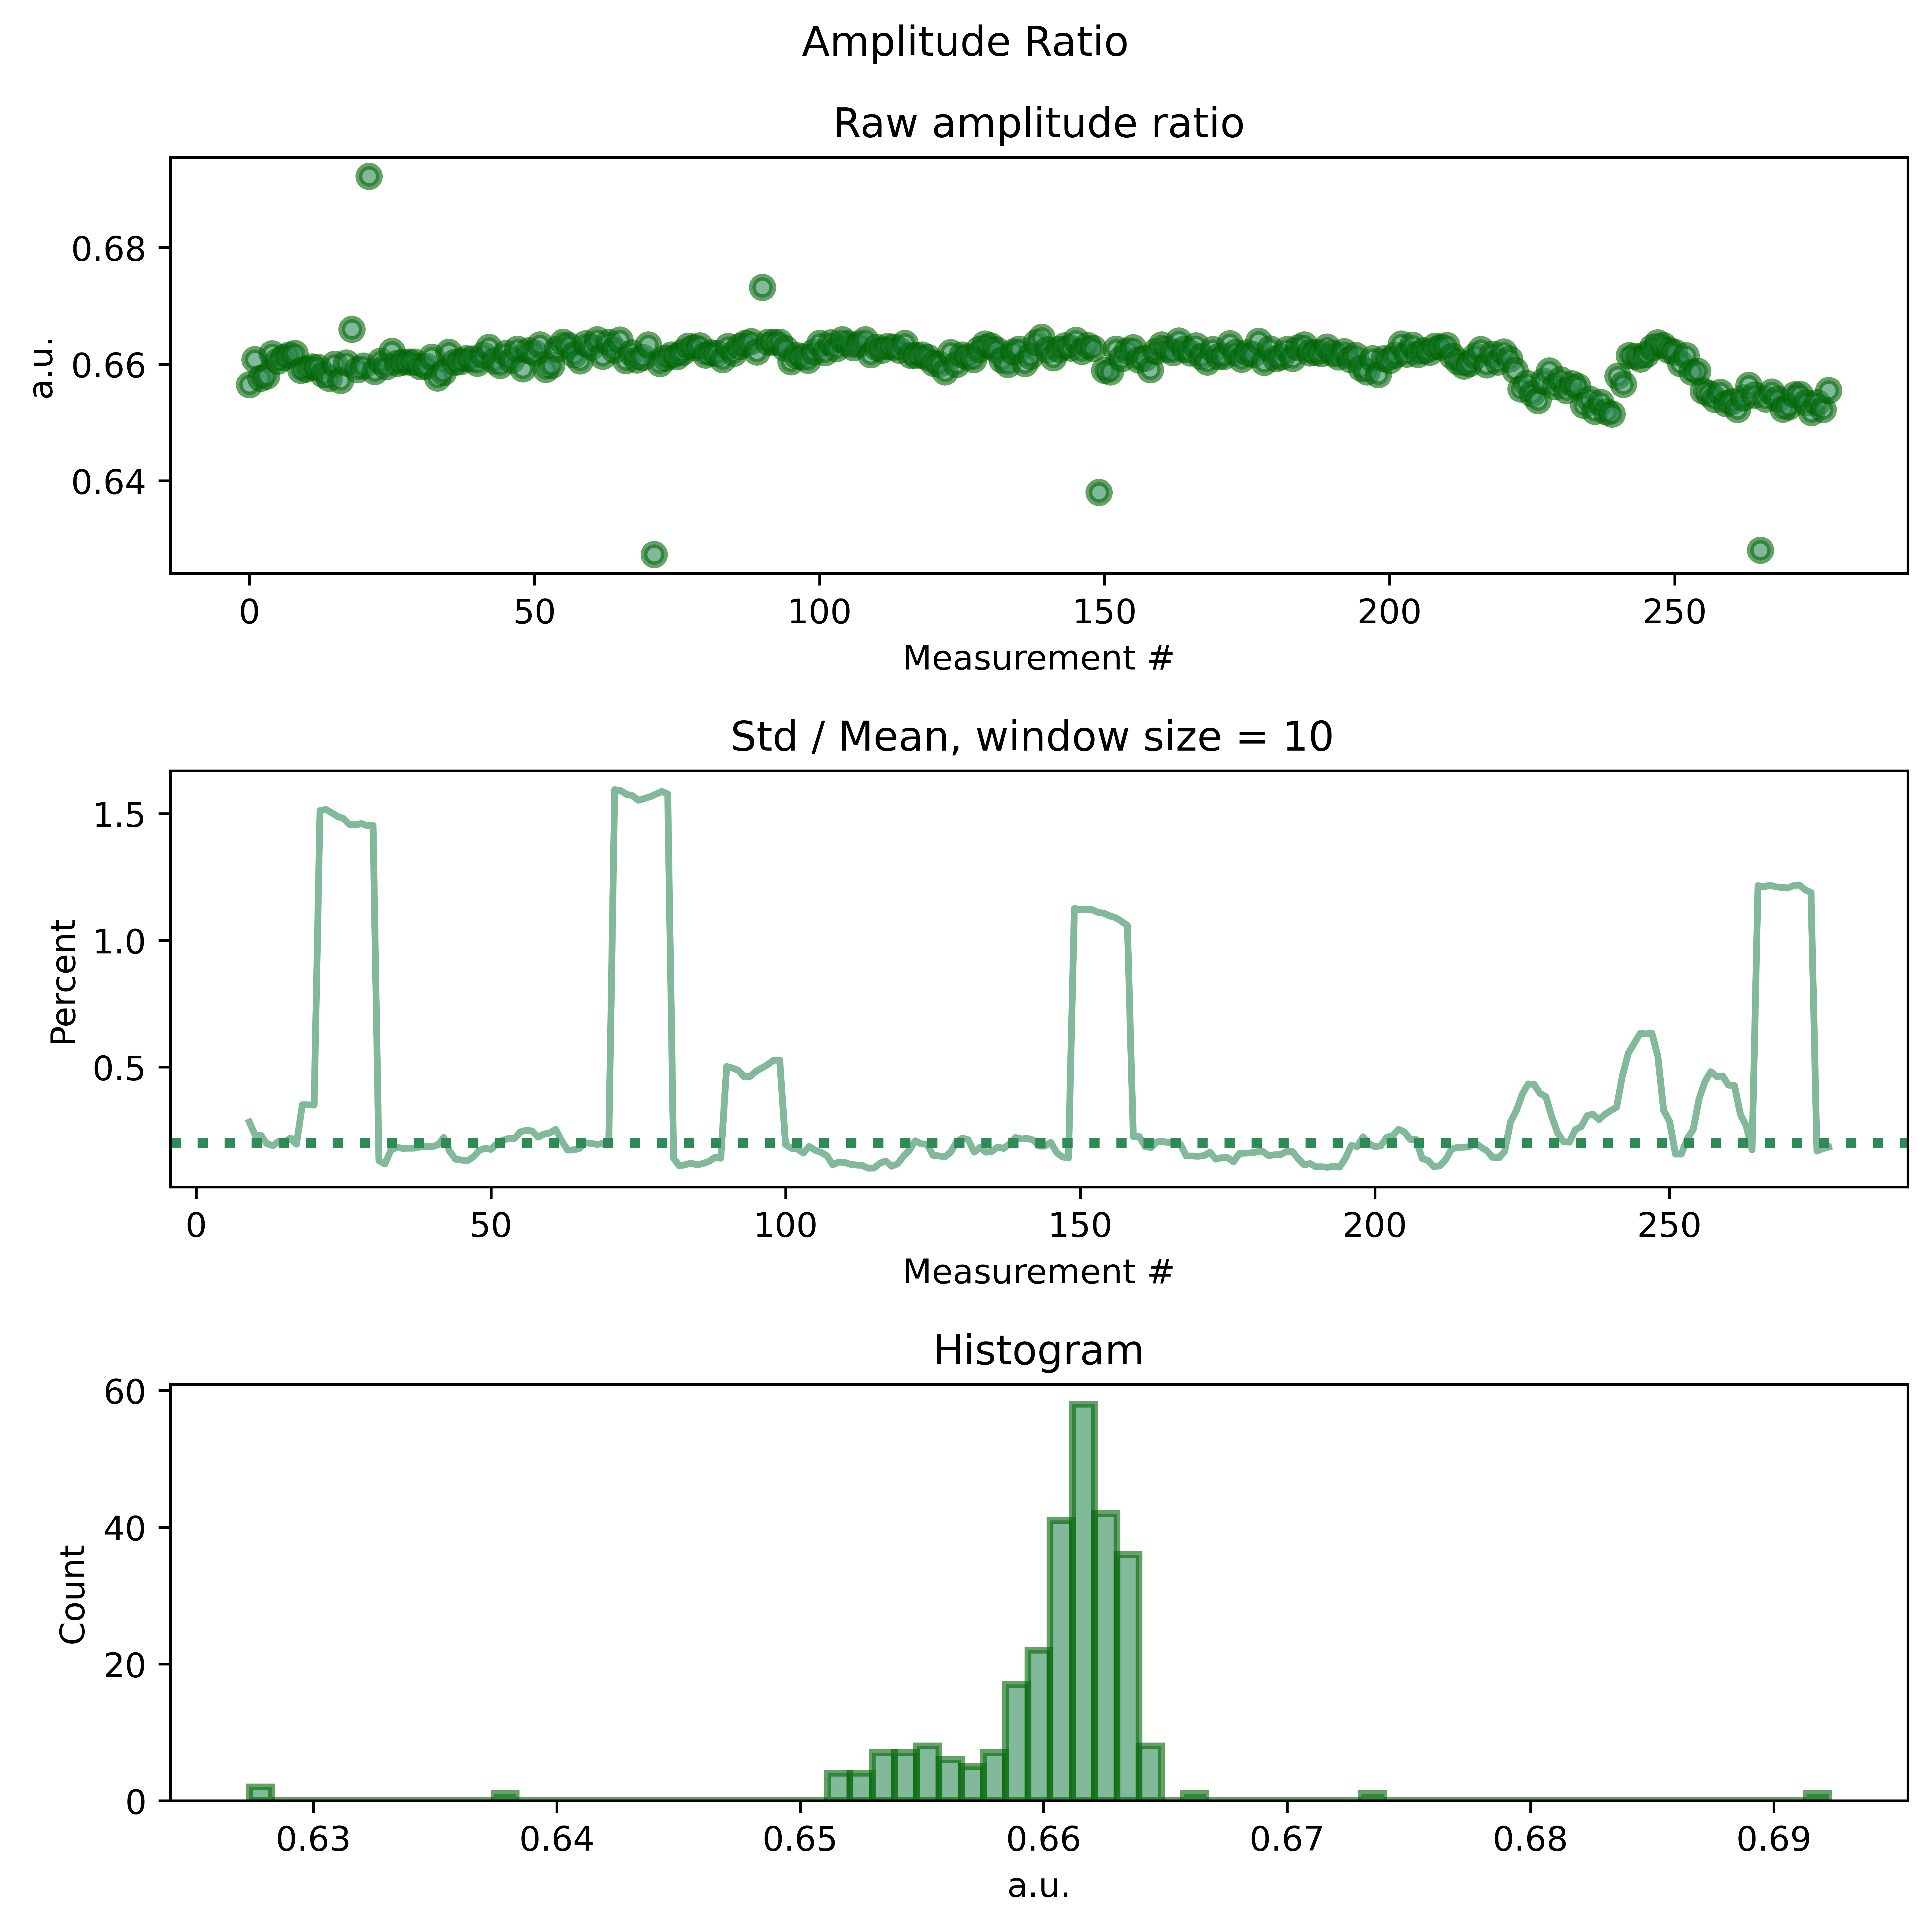 Amplitude Ratio
Raw amplitude ratio
a.u.
0.68
0.66
0.64
0 50 100 150 200 250
Measurement #
Std / Mean, window size = 10
Percent
1.5
1.0
0.5
0 50 100 150 200 250
Measurement #
Histogram
Count
60
40
20
0
0.63 0.64 0.65 0.66 0.67 0.68 0.69
a.u.